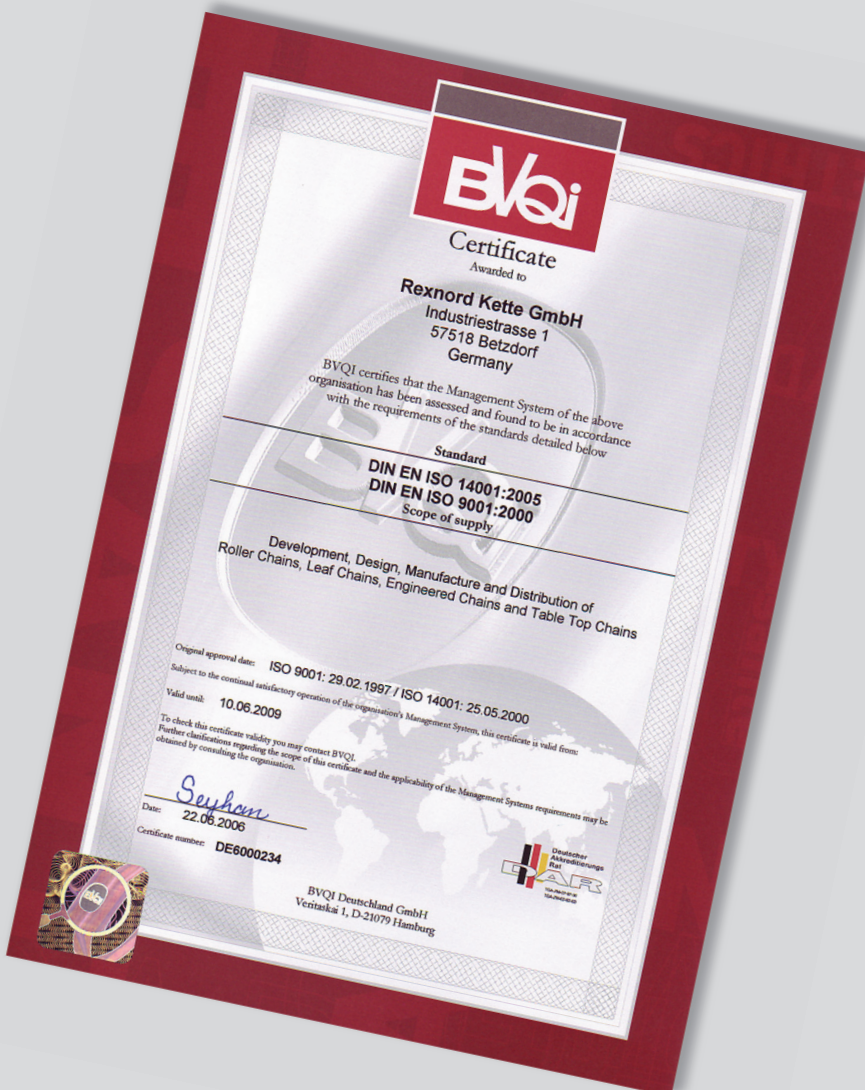 BVQi
Certificate
Awarded to
Rexnord Kette GmbH
Industriestrasse 1
57518 Betzdorf
Germany
BVQI certifies that the Management System of the above
organisation has been assessed and found to be in accordance
with the requirements of the standards detailed below
Standard
DIN EN ISO 14001:2005
DIN EN ISO 9001:2000
Scope of supply
Development, Design, Manufacture and Distribution of
Roller Chains, Leaf Chains, Engineered Chains and Table Top Chains
Original approval date: ISO 9001: 29.02.1997 / ISO 14001: 25.05.2000
Subject to the continual satisfactory operation of the organisation's Management System, this certificate is valid from:
Valid until: 10.06.2009
To check this certificate validity you may contact BVQI.
Further clarifications regarding the scope of this certificate and the applicability of the Management Systems requirements may be
obtained by consulting the organisation.
Seyhan
Date: 22.06.2006
Certificate number: DE6000234
Deutscher
Akkreditierungs
Rat
DAR
BVQI Deutschland GmbH
Veritaskai 1, D-21079 Hamburg